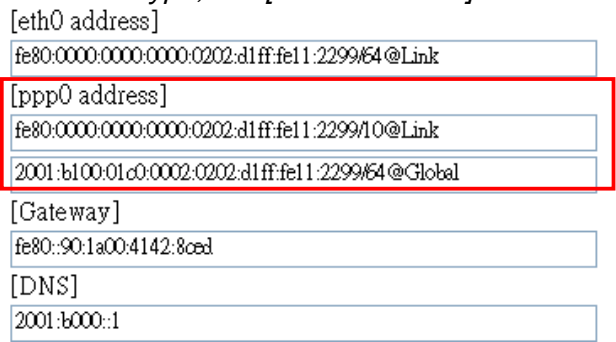 [eth0 address]
fe80:0000:0000:0000:0202:d1ff:fe11:2299/64@Link
[ppp0 address]
fe80:0000:0000:0000:0202:d1ff:fe11:2299/10@Link
2001:b100:01c0:0002:0202:d1ff:fe11:2299/64@Global
[Gateway]
fe80::90:1a00:4142:8ced
[DNS]
2001:b000::1